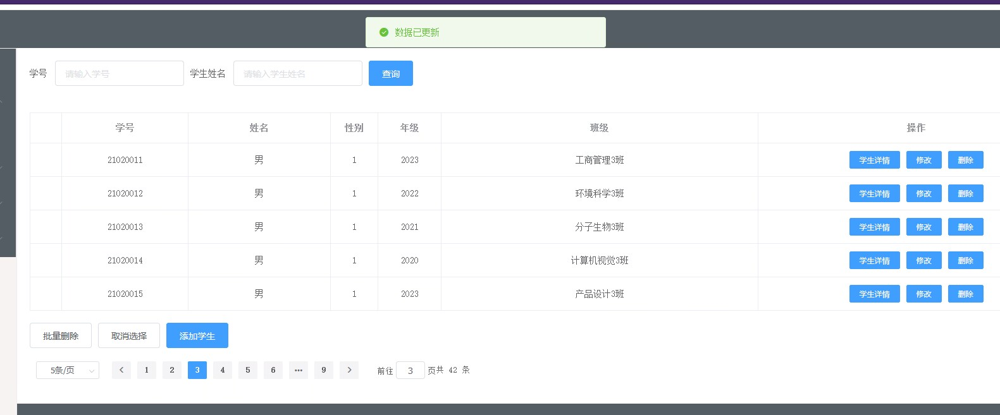 数据已更新
学号 请输入学号 学生姓名 请输入学生姓名 查询
学号 姓名 性别 年级 班级 操作
21020011 男 1 2023 工商管理3班 学生详情 修改 删除
21020012 男 1 2022 环境科学3班 学生详情 修改 删除
21020013 男 1 2021 分子生物3班 学生详情 修改 删除
21020014 男 1 2020 计算机视觉3班 学生详情 修改 删除
21020015 男 1 2023 产品设计3班 学生详情 修改 删除
批量删除 取消选择 添加学生
5条/页 1 2 3 4 5 6 ••• 9 前往 3 页共 42 条